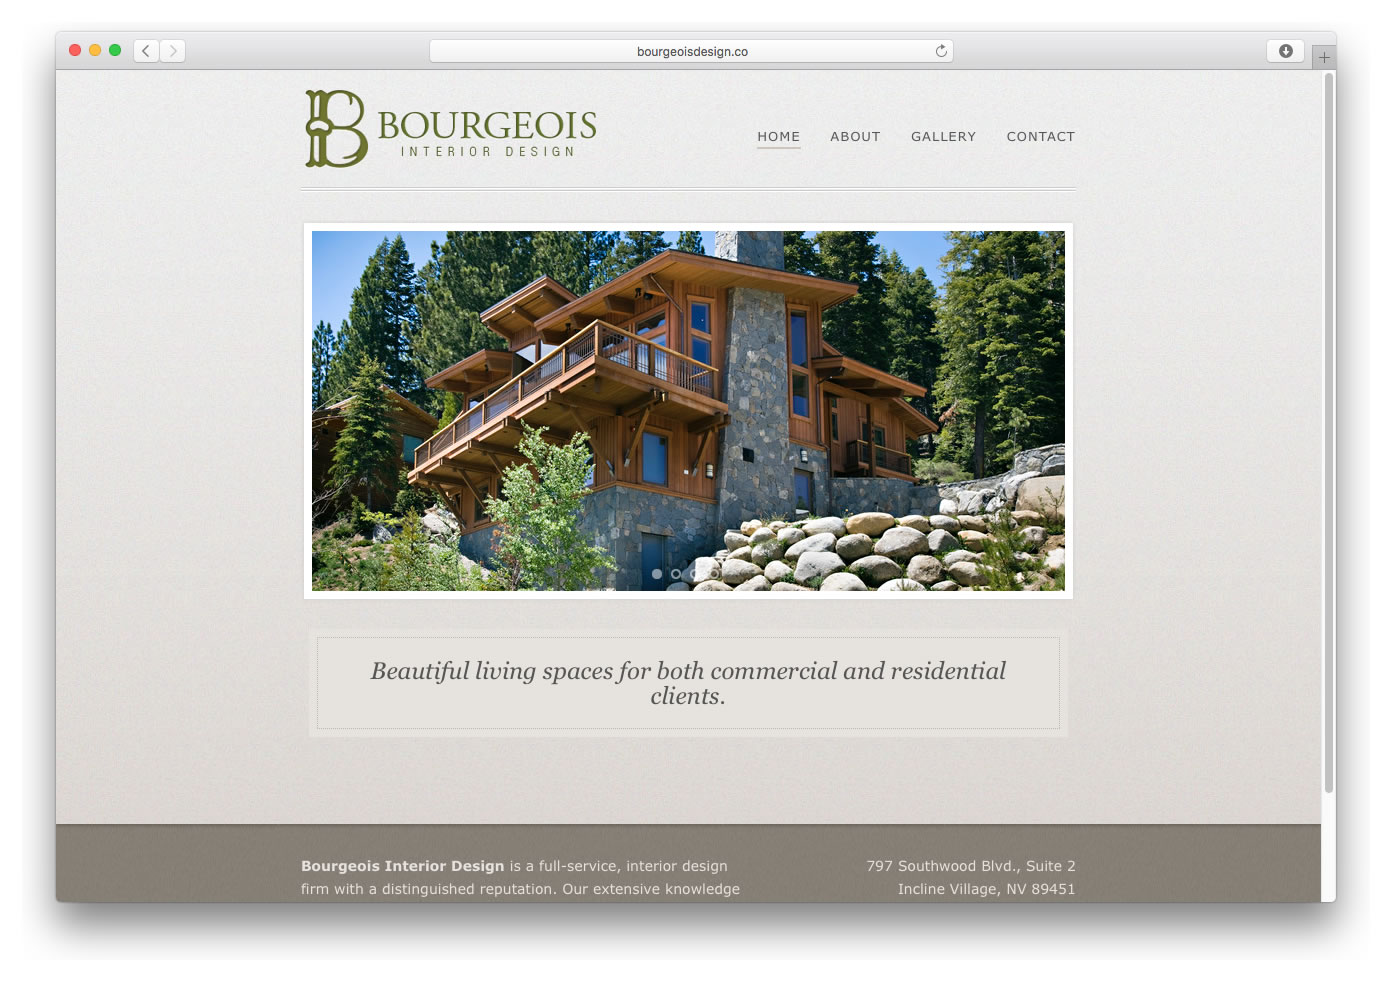 bourgeoisdesign.co
B BOURGEOIS
INTERIOR DESIGN
HOME ABOUT GALLERY CONTACT
Beautiful living spaces for both commercial and residential
clients.
Bourgeois Interior Design is a full-service, interior design
firm with a distinguished reputation. Our extensive knowledge
797 Southwood Blvd., Suite 2
Incline Village, NV 89451